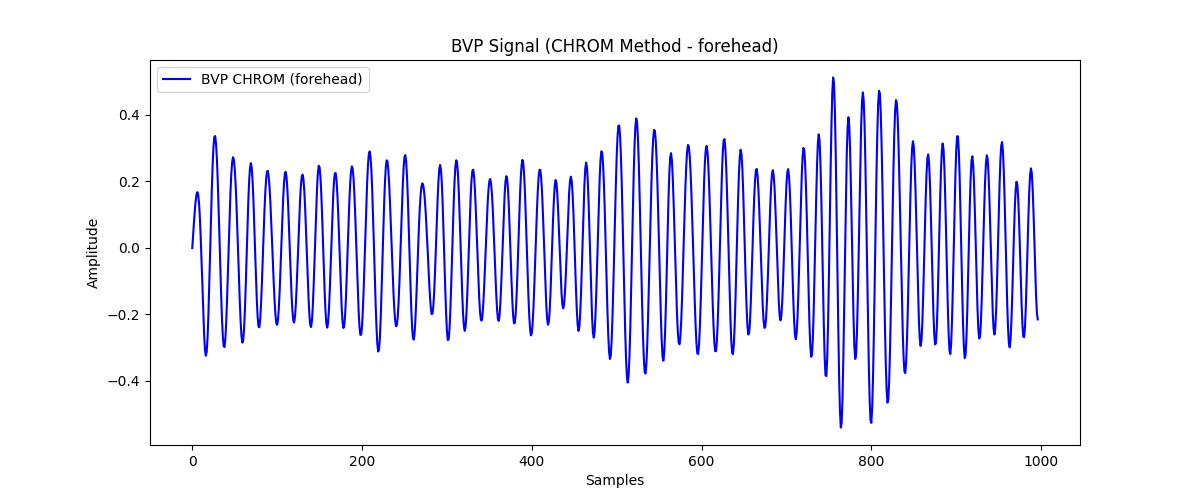 BVP Signal (CHROM Method - forehead)
BVP CHROM (forehead)
0.4
0.2
0.0
−0.2
−0.4
Amplitude
0 200 400 600 800 1000
Samples